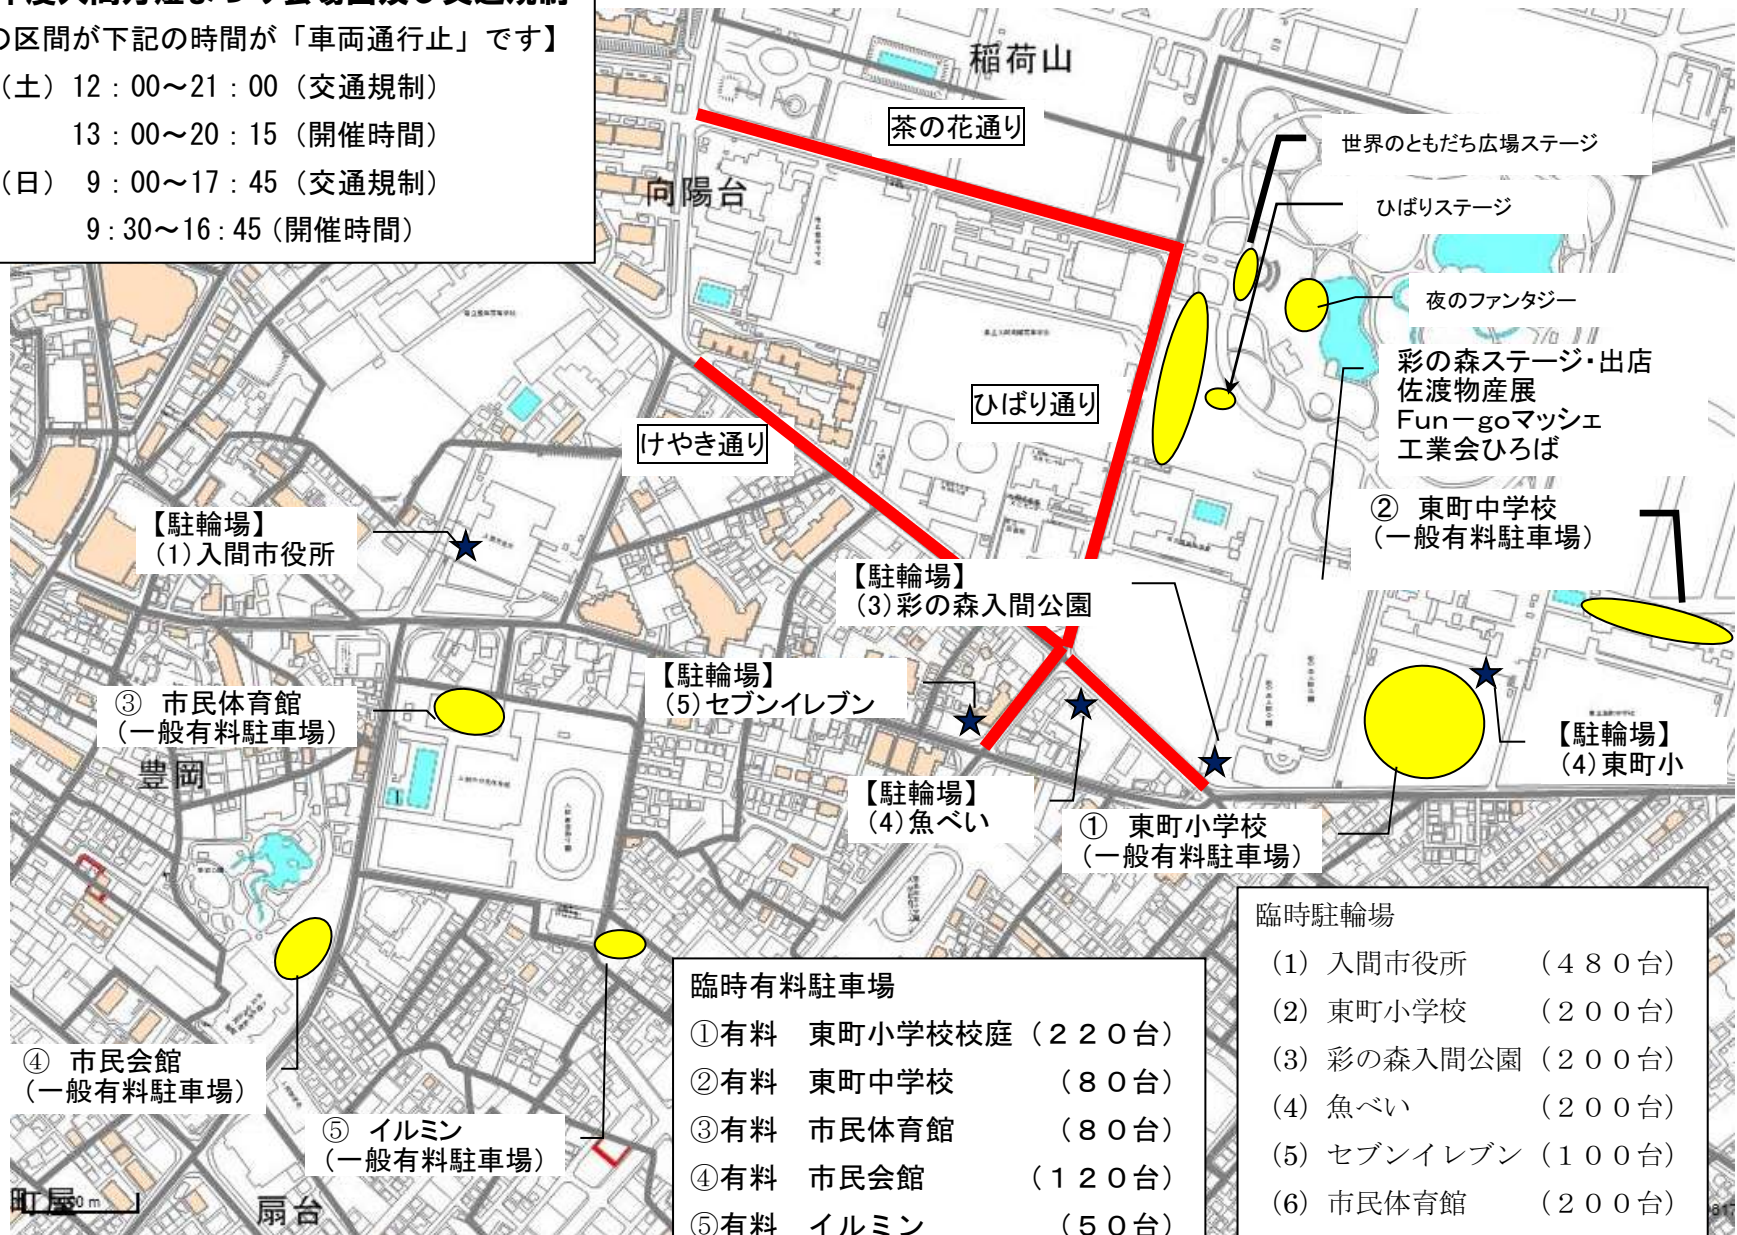 の区間が下記の時間が「車両通行止」です】
(土) 12:00～21:00 (交通規制)
13:00～20:15 (開催時間)
(日) 9:00～17:45 (交通規制)
9:30～16:45 (開催時間)
稲荷山
茶の花通り
世界のともだち広場ステージ
向陽台
ひばりステージ
夜のファンタジー
彩の森ステージ・出店
佐渡物産展
Fun-goマッシェ
工業会ひろば
ひばり通り
けやき通り
② 東町中学校
(一般有料駐車場)
【駐輪場】
(1)入間市役所
【駐輪場】
(3)彩の森入間公園
【駐輪場】
(5)セブンイレブン
③ 市民体育館
(一般有料駐車場)
【駐輪場】
(4)東町小
豊岡
【駐輪場】
(4)魚べい
① 東町小学校
(一般有料駐車場)
④ 市民会館
(一般有料駐車場)
⑤ イルミン
(一般有料駐車場)
町屋
扇台
臨時有料駐車場
①有料 東町小学校校庭 (220台)
②有料 東町中学校 (80台)
③有料 市民体育館 (80台)
④有料 市民会館 (120台)
⑤有料 イルミン (50台)
臨時駐輪場
(1) 入間市役所 (480台)
(2) 東町小学校 (200台)
(3) 彩の森入間公園 (200台)
(4) 魚べい (200台)
(5) セブンイレブン (100台)
(6) 市民体育館 (200台)